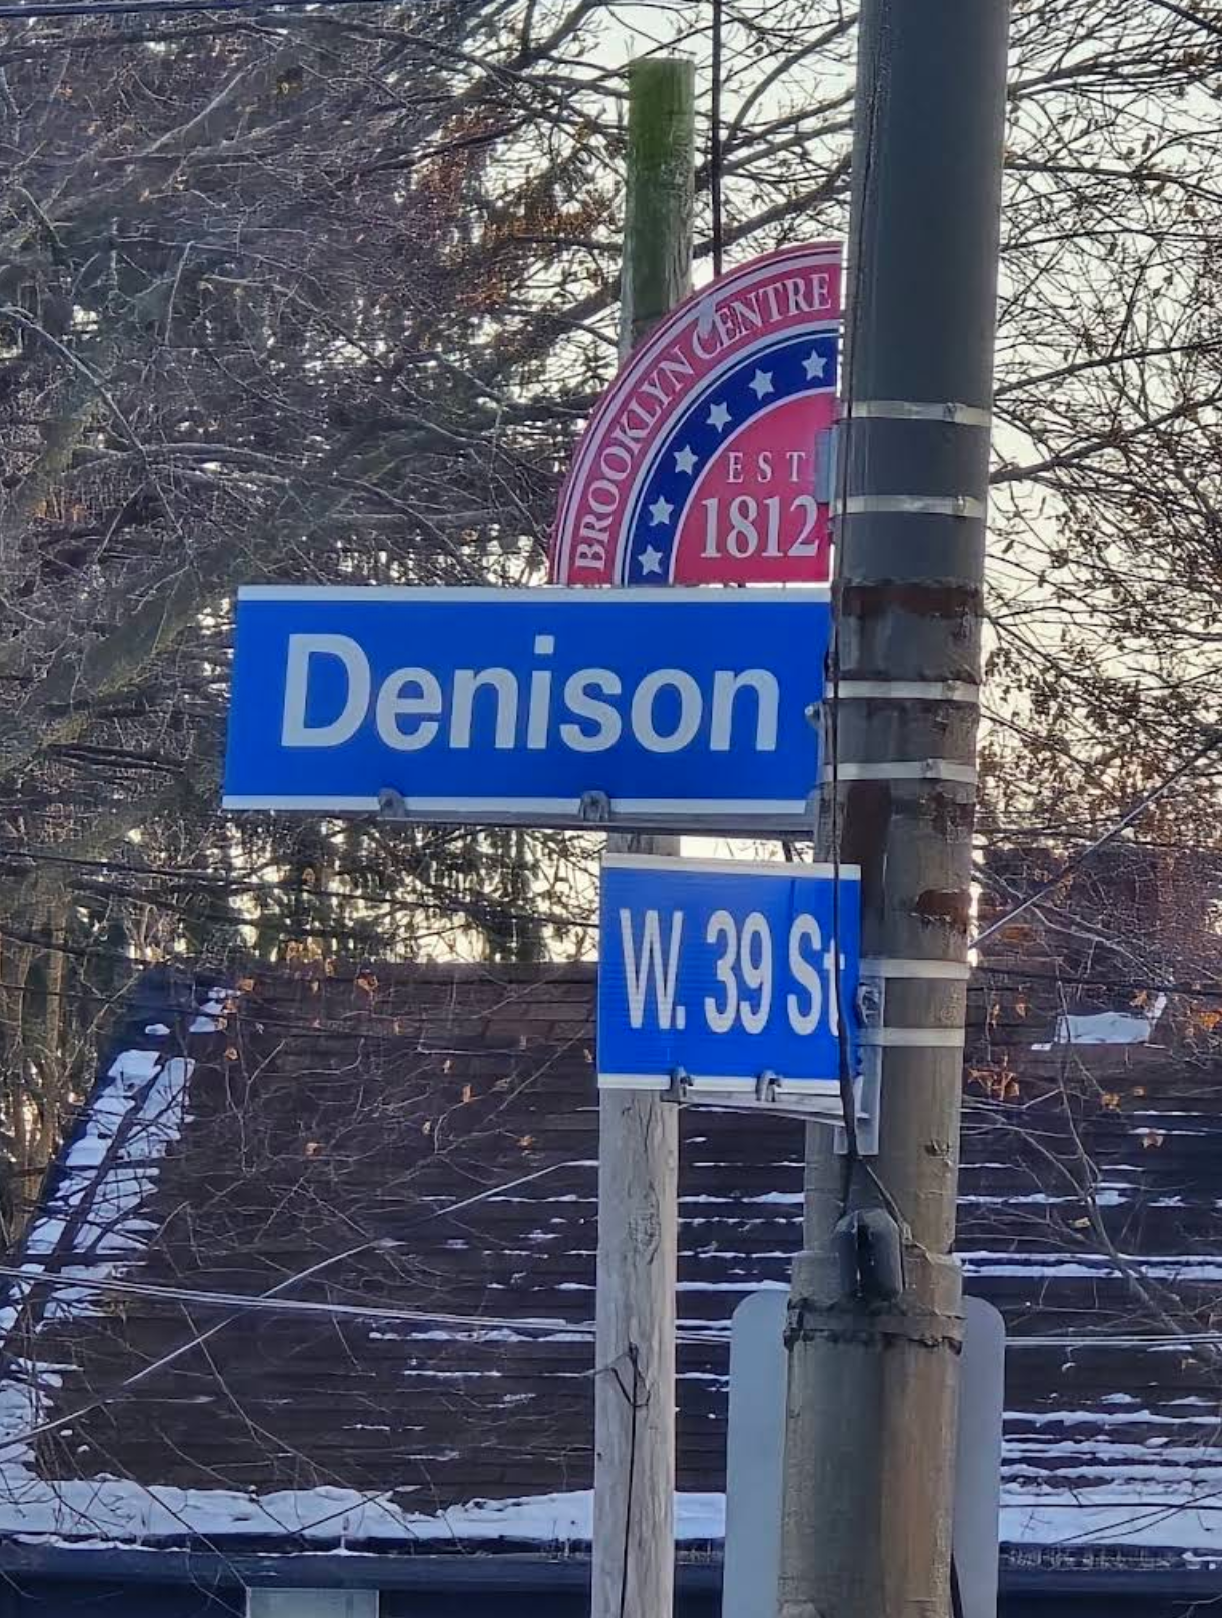 BROOKLYN CENTRE
EST
1812
Denison
W. 39 St